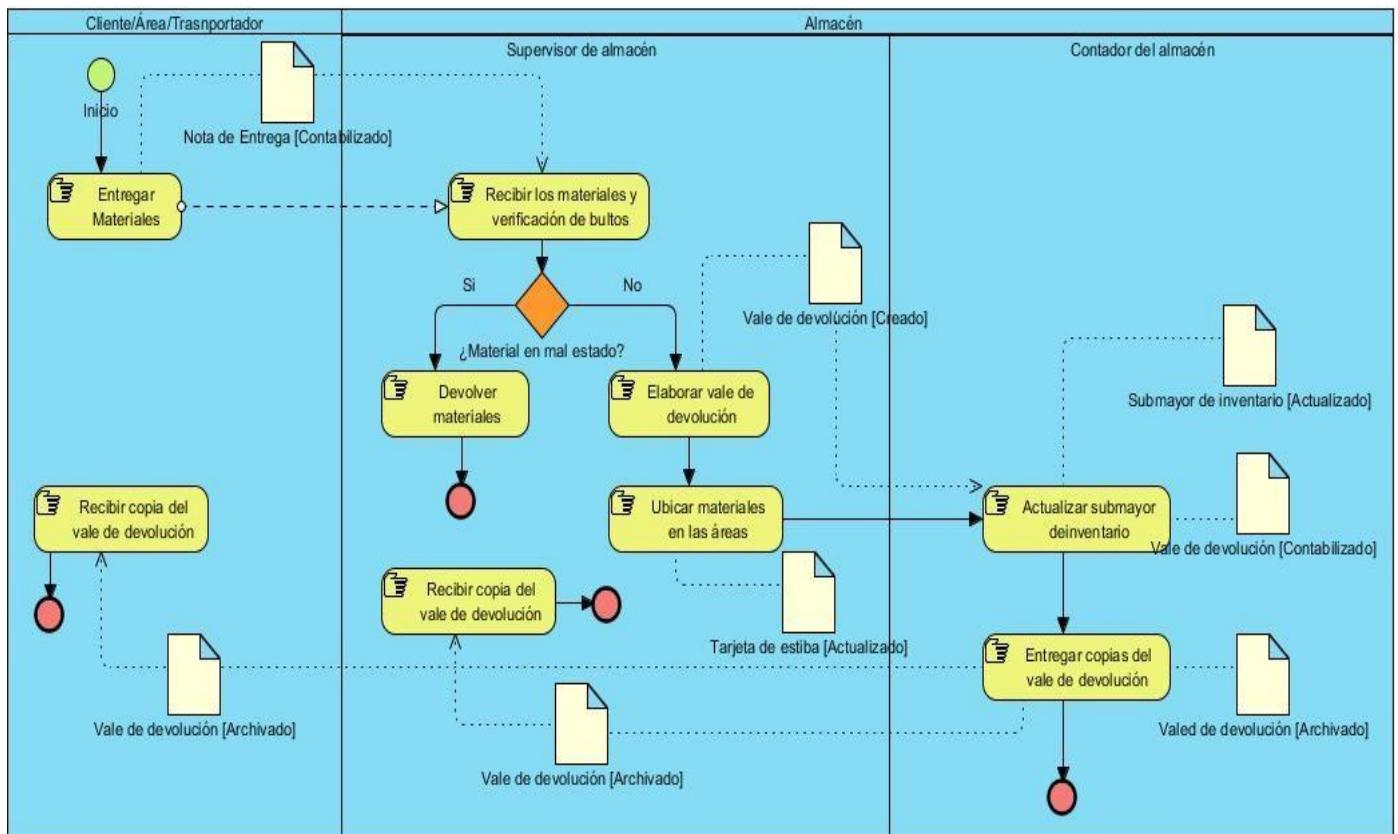 Cliente/Área/Trasnportador
Almacén
Supervisor de almacén
Contador del almacén
Inicio
Nota de Entrega [Contabilizado]
Entregar
Materiales
Recibir los materiales y
verificación de bultos
Si
No
¿Material en mal estado?
Vale de devolución [Creado]
Devolver
materiales
Elaborar vale de
devolución
Submayor de inventario [Actualizado]
Recibir copia del
vale de devolución
Ubicar materiales
en las áreas
Actualizar submayor
deinventario
Vale de devolución [Contabilizado]
Recibir copia del
vale de devolución
Tarjeta de estiba [Actualizado]
Entregar copias del
vale de devolución
Vale de devolución [Archivado]
Valed de devolución [Archivado]
Vale de devolución [Archivado]